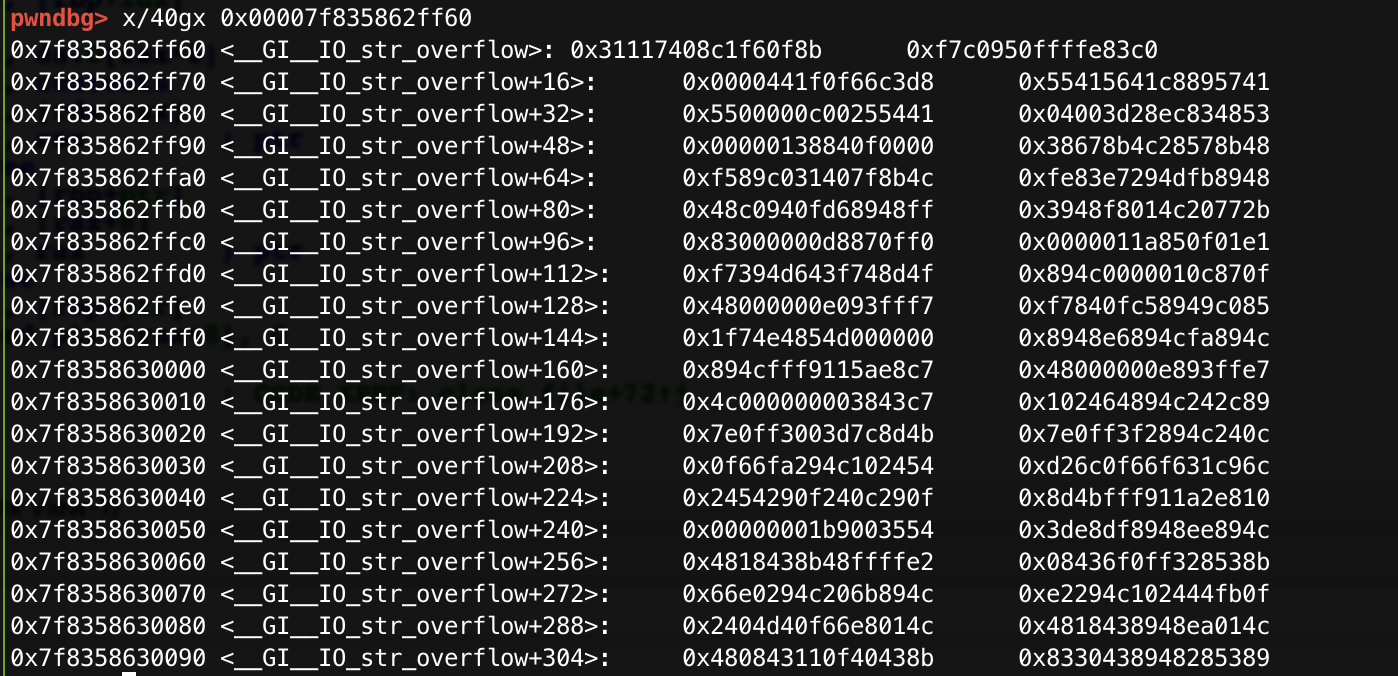 pwndbg> x/40gx 0x00007f835862ff60
0x7f835862ff60 <__GI__IO_str_overflow>: 0x31117408c1f60f8b 0xf7c0950ffffe83c0
0x7f835862ff70 <__GI__IO_str_overflow+16>: 0x0000441f0f66c3d8 0x55415641c8895741
0x7f835862ff80 <__GI__IO_str_overflow+32>: 0x5500000c00255441 0x04003d28ec834853
0x7f835862ff90 <__GI__IO_str_overflow+48>: 0x00000138840f0000 0x38678b4c28578b48
0x7f835862ffa0 <__GI__IO_str_overflow+64>: 0xf589c031407f8b4c 0xfe83e7294dfb8948
0x7f835862ffb0 <__GI__IO_str_overflow+80>: 0x48c0940fd68948ff 0x3948f8014c20772b
0x7f835862ffc0 <__GI__IO_str_overflow+96>: 0x83000000d8870ff0 0x0000011a850f01e1
0x7f835862ffd0 <__GI__IO_str_overflow+112>: 0xf7394d643f748d4f 0x894c0000010c870f
0x7f835862ffe0 <__GI__IO_str_overflow+128>: 0x48000000e093fff7 0xf7840fc58949c085
0x7f835862fff0 <__GI__IO_str_overflow+144>: 0x1f74e4854d000000 0x8948e6894cfa894c
0x7f8358630000 <__GI__IO_str_overflow+160>: 0x894cfff9115ae8c7 0x48000000e893ffe7
0x7f8358630010 <__GI__IO_str_overflow+176>: 0x4c000000003843c7 0x102464894c242c89
0x7f8358630020 <__GI__IO_str_overflow+192>: 0x7e0ff3003d7c8d4b 0x7e0ff3f2894c240c
0x7f8358630030 <__GI__IO_str_overflow+208>: 0x0f66fa294c102454 0xd26c0f66f631c96c
0x7f8358630040 <__GI__IO_str_overflow+224>: 0x2454290f240c290f 0x8d4bfff911a2e810
0x7f8358630050 <__GI__IO_str_overflow+240>: 0x00000001b9003554 0x3de8df8948ee894c
0x7f8358630060 <__GI__IO_str_overflow+256>: 0x4818438b48ffffe2 0x08436f0ff328538b
0x7f8358630070 <__GI__IO_str_overflow+272>: 0x66e0294c206b894c 0xe2294c102444fb0f
0x7f8358630080 <__GI__IO_str_overflow+288>: 0x2404d40f66e8014c 0x4818438948ea014c
0x7f8358630090 <__GI__IO_str_overflow+304>: 0x480843110f40438b 0x8330438948285389